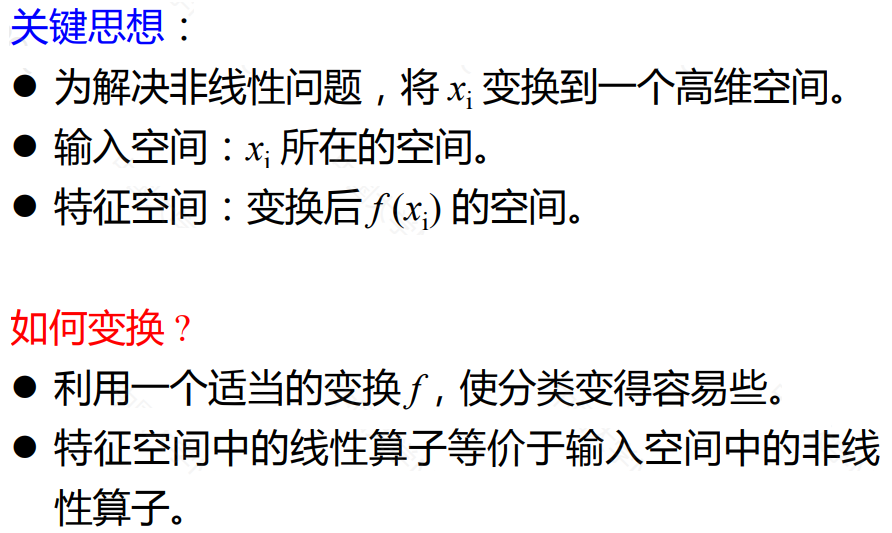 关键思想：
● 为解决非线性问题，将 xi 变换到一个高维空间。
● 输入空间：xi 所在的空间。
● 特征空间：变换后 f (xi) 的空间。
如何变换？
● 利用一个适当的变换 f，使分类变得容易些。
● 特征空间中的线性算子等价于输入空间中的非线
性算子。